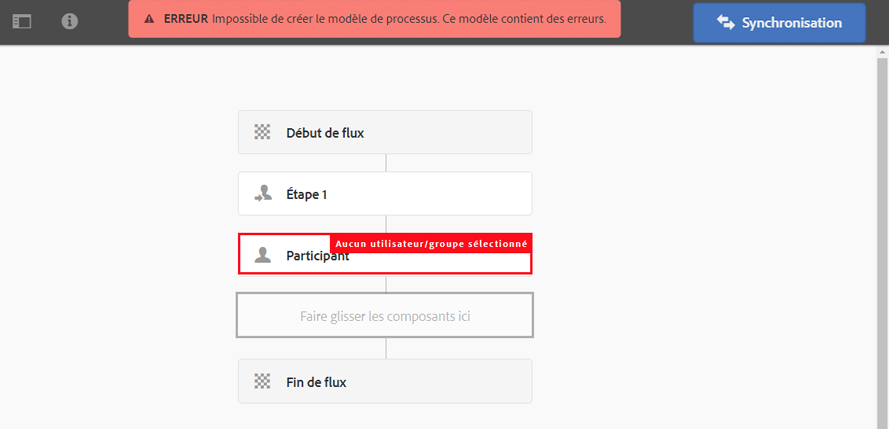 ERREUR Impossible de créer le modèle de processus. Ce modèle contient des erreurs.
Synchronisation
Début de flux
Étape 1
Aucun utilisateur/groupe sélectionné
Participant
Faire glisser les composants ici
Fin de flux